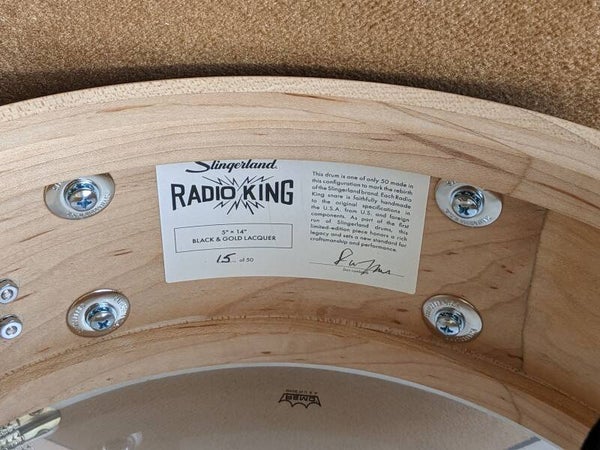 Slingerland
RADIO KING
5" × 14"
BLACK & GOLD LACQUER
15 of 50
This drum is one of only 50 made in
this configuration to mark the rebirth
of the Slingerland brand. Each Radio
King snare is faithfully handmade
to the original specifications in
the U.S.A. from U.S. and foreign
components. As part of the first
run of Slingerland drums, this
limited-edition piece honors a rich
legacy and sets a new standard for
craftsmanship and performance.
REMO